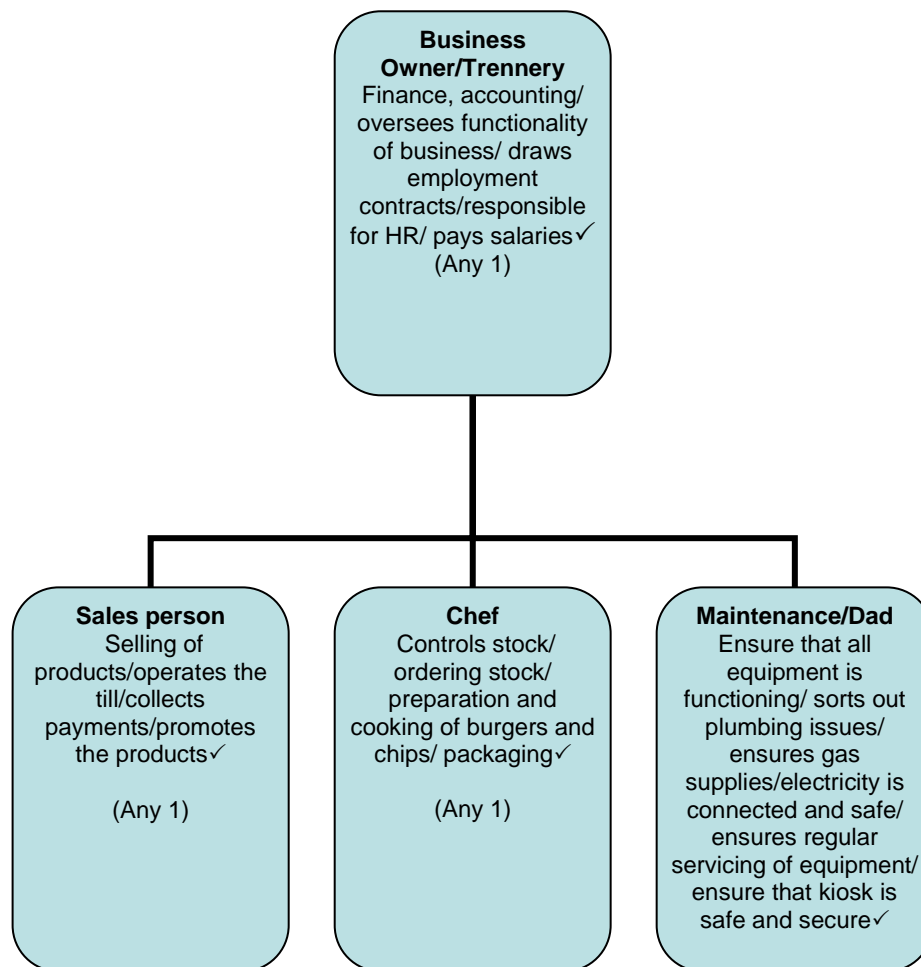 Business
Owner/Trennery
Finance, accounting/
oversees functionality
of business/ draws
employment
contracts/responsible
for HR/ pays salaries✓
(Any 1)
Sales person
Selling of
products/operates the
till/collects
payments/promotes
the products✓
(Any 1)
Chef
Controls stock/
ordering stock/
preparation and
cooking of burgers and
chips/ packaging✓
(Any 1)
Maintenance/Dad
Ensure that all
equipment is
functioning/ sorts out
plumbing issues/
ensures gas
supplies/electricity is
connected and safe/
ensures regular
servicing of equipment/
ensure that kiosk is
safe and secure✓